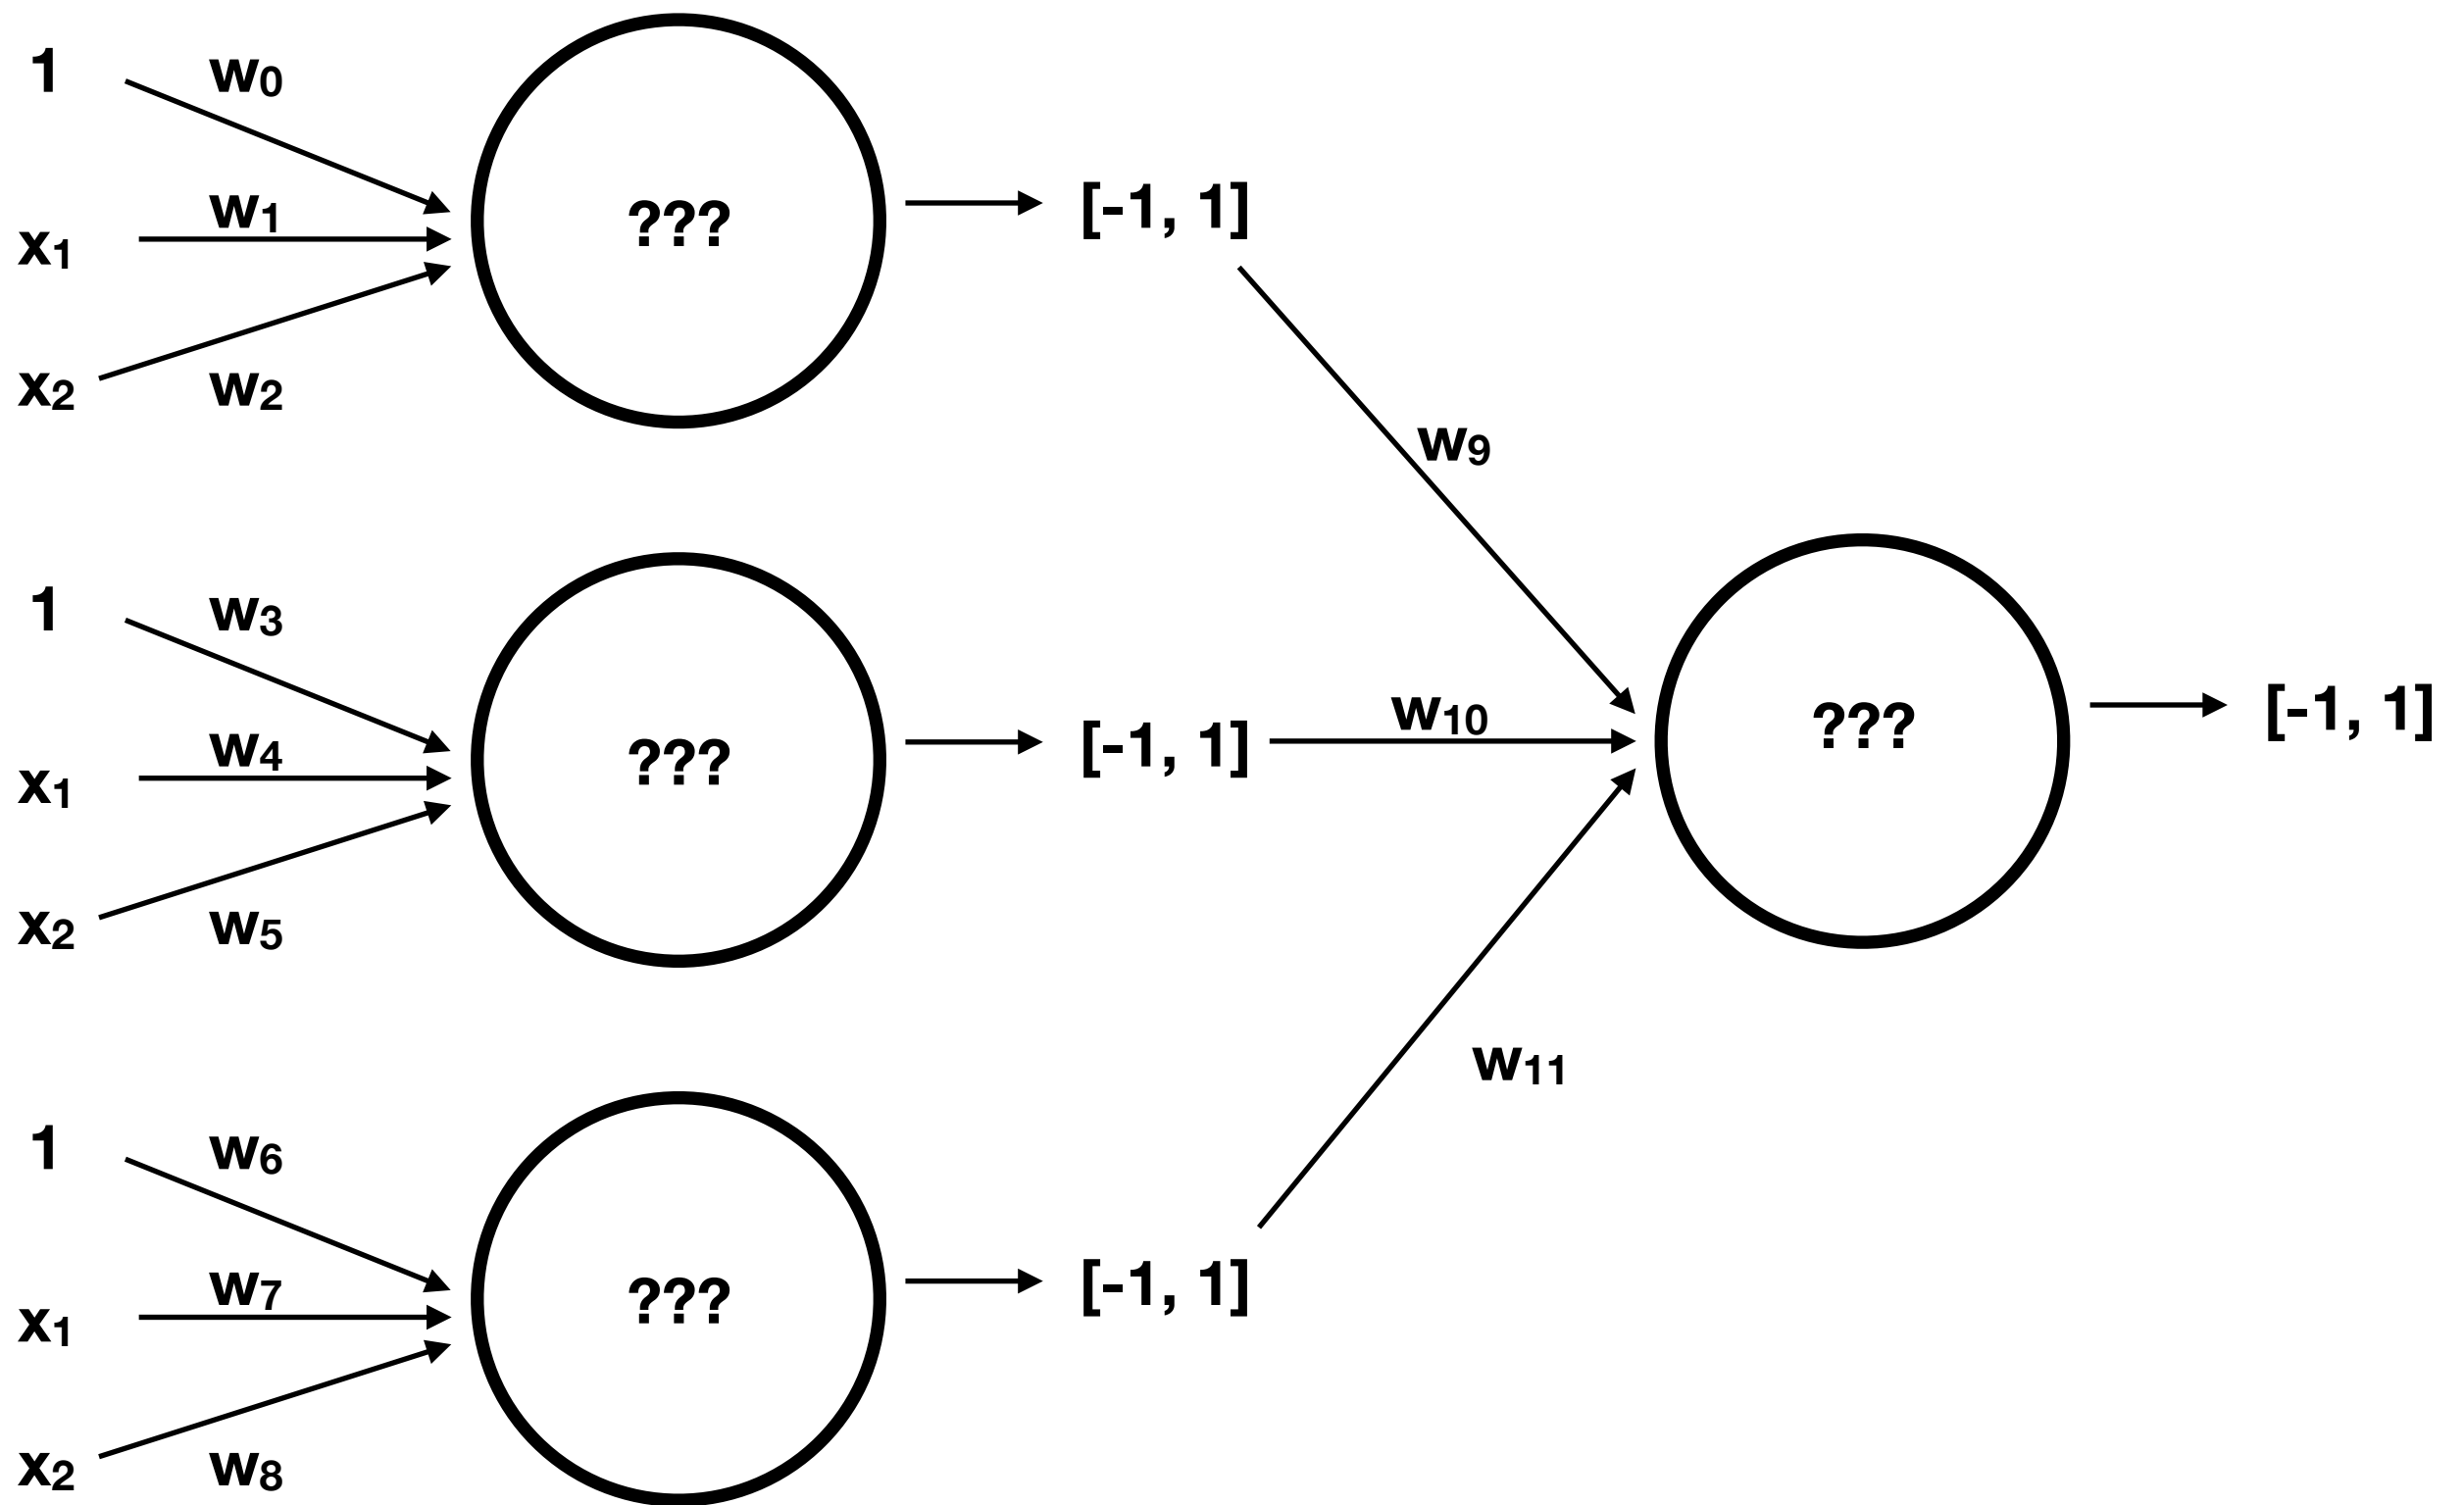 1 w0
w1
x1 ??? [-1, 1]
x2 w2
w9
1 w3
w4 w10
x1 ??? [-1, 1] ??? [-1, 1]
x2 w5
w11
1 w6
w7
x1 ??? [-1, 1]
x2 w8